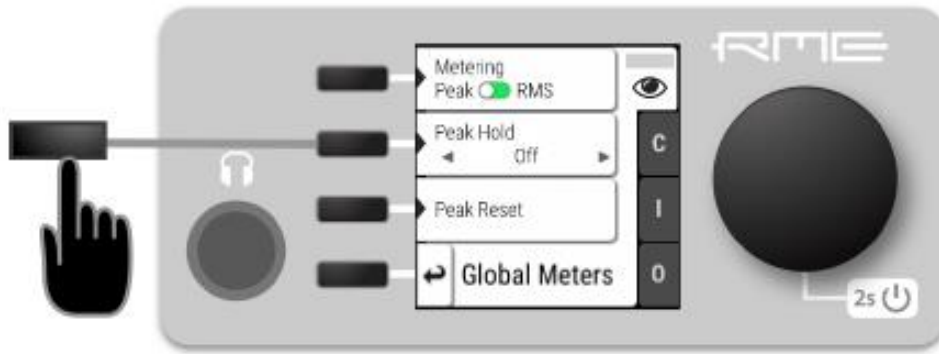 RME
Metering
Peak RMS
Peak Hold
Off
Peak Reset
Global Meters
C
I
O
2s